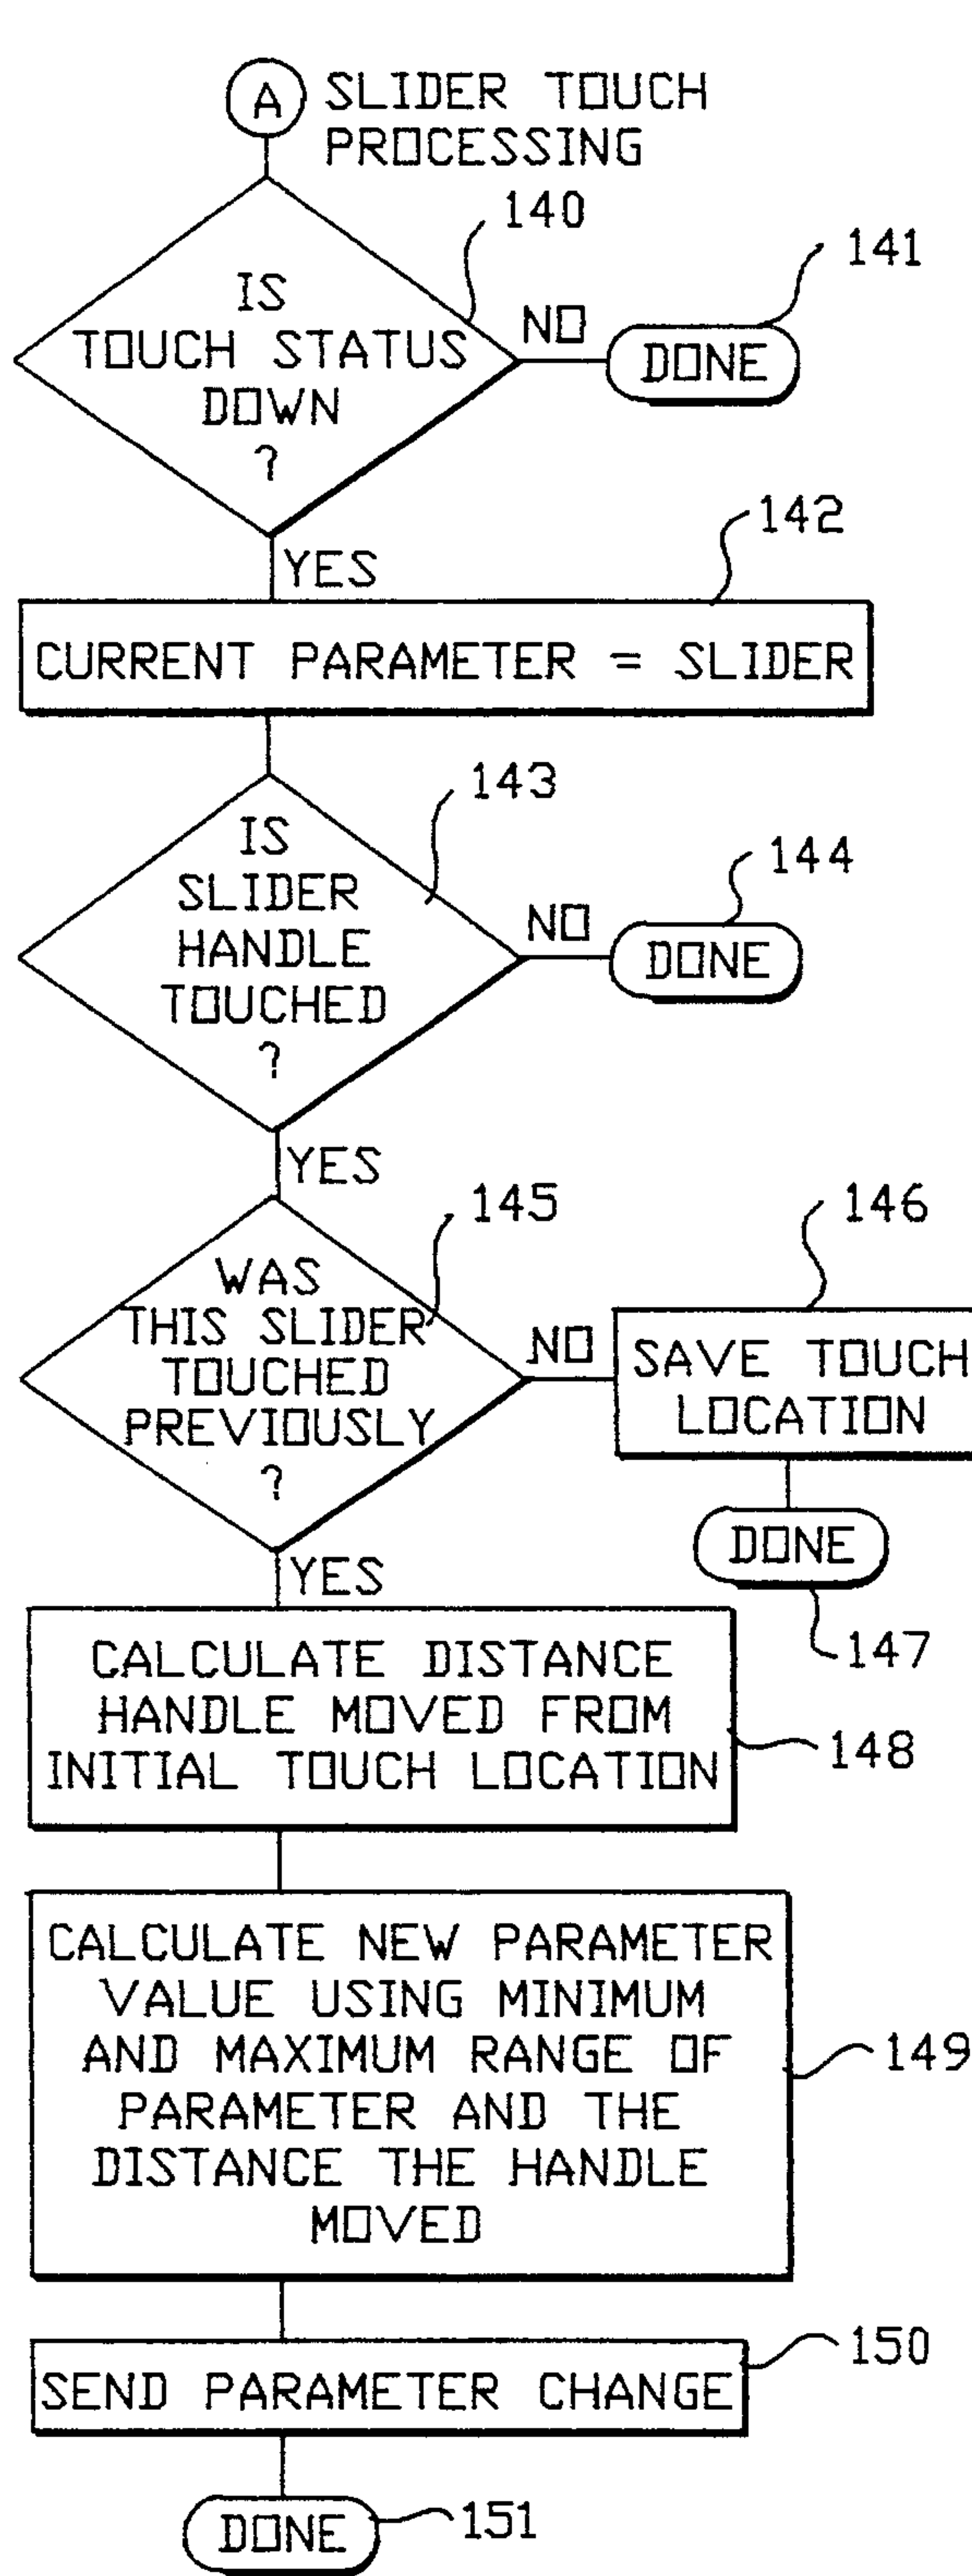 A
SLIDER TOUCH
PROCESSING
140
141
IS
TOUCH STATUS
DOWN
?
NO
DONE
YES
142
CURRENT PARAMETER = SLIDER
143
144
IS
SLIDER
HANDLE
TOUCHED
?
NO
DONE
YES
145
146
WAS
THIS SLIDER
TOUCHED
PREVIOUSLY
?
NO
SAVE TOUCH
LOCATION
DONE
147
YES
CALCULATE DISTANCE
HANDLE MOVED FROM
INITIAL TOUCH LOCATION
148
CALCULATE NEW PARAMETER
VALUE USING MINIMUM
AND MAXIMUM RANGE OF
PARAMETER AND THE
DISTANCE THE HANDLE
MOVED
149
150
SEND PARAMETER CHANGE
DONE
151